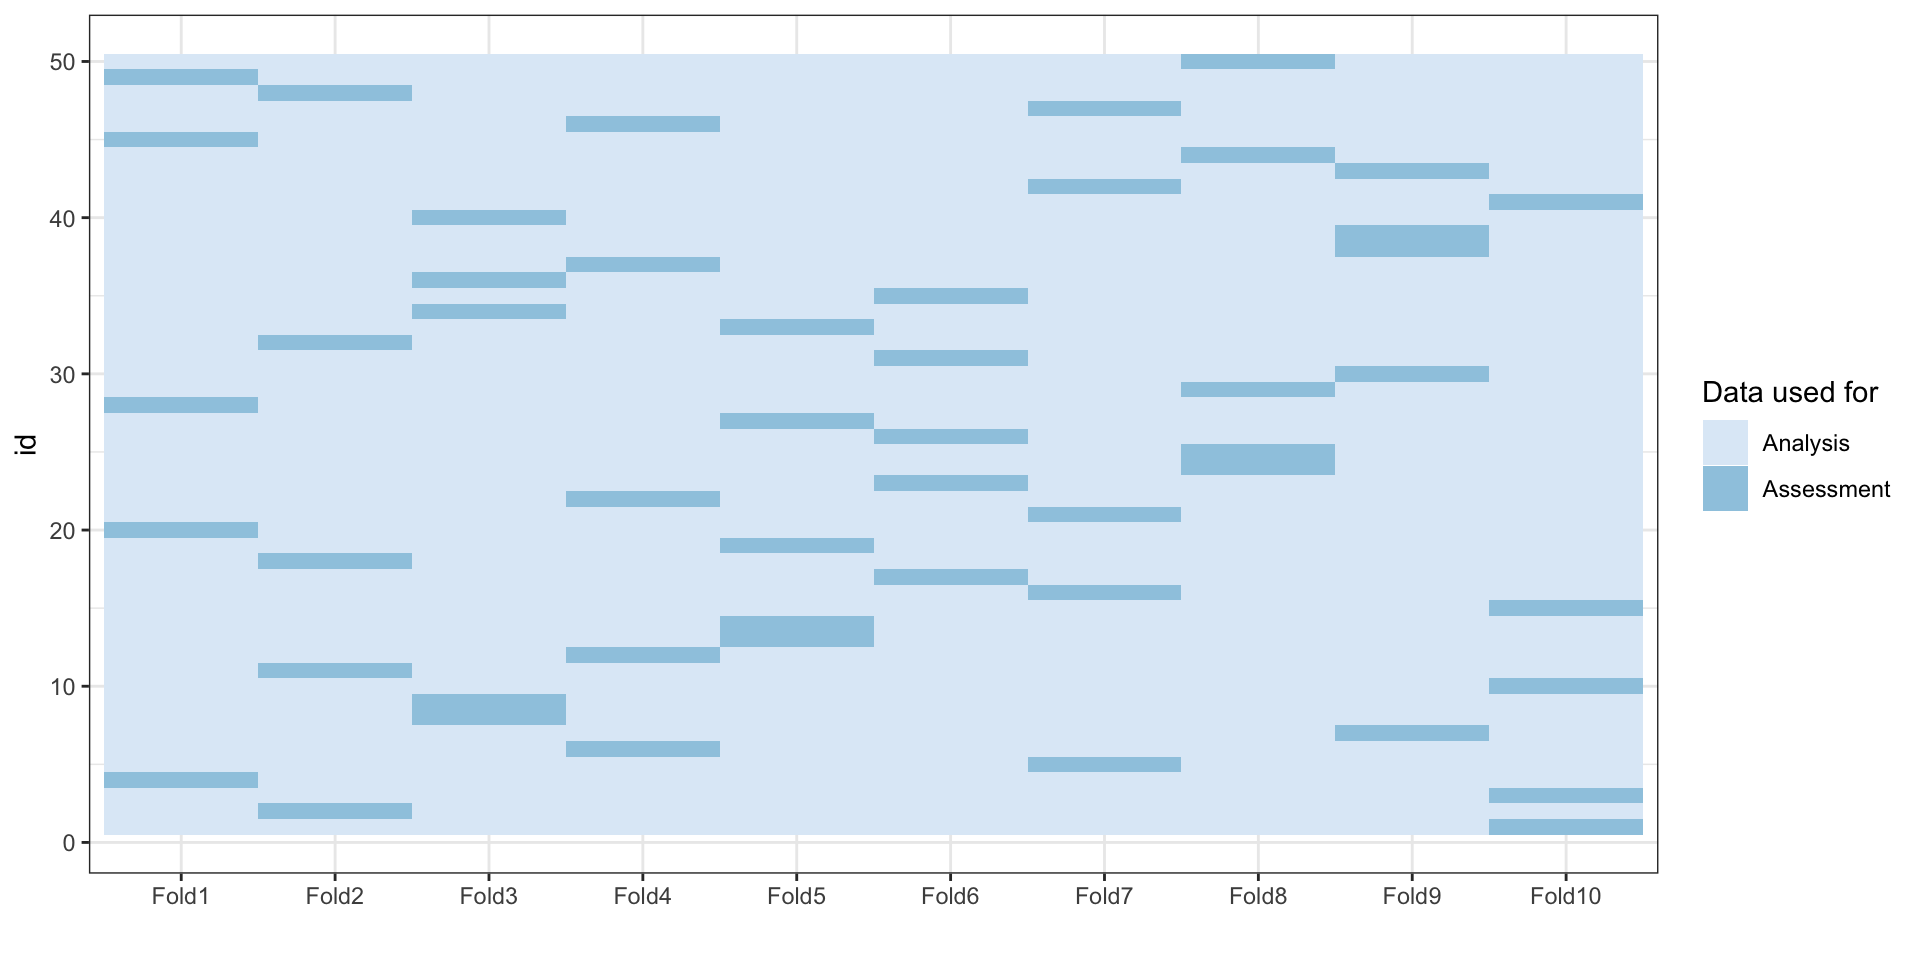 50
40
30
20
10
0
id
Fold1 Fold2 Fold3 Fold4 Fold5 Fold6 Fold7 Fold8 Fold9 Fold10
Data used for
Analysis
Assessment